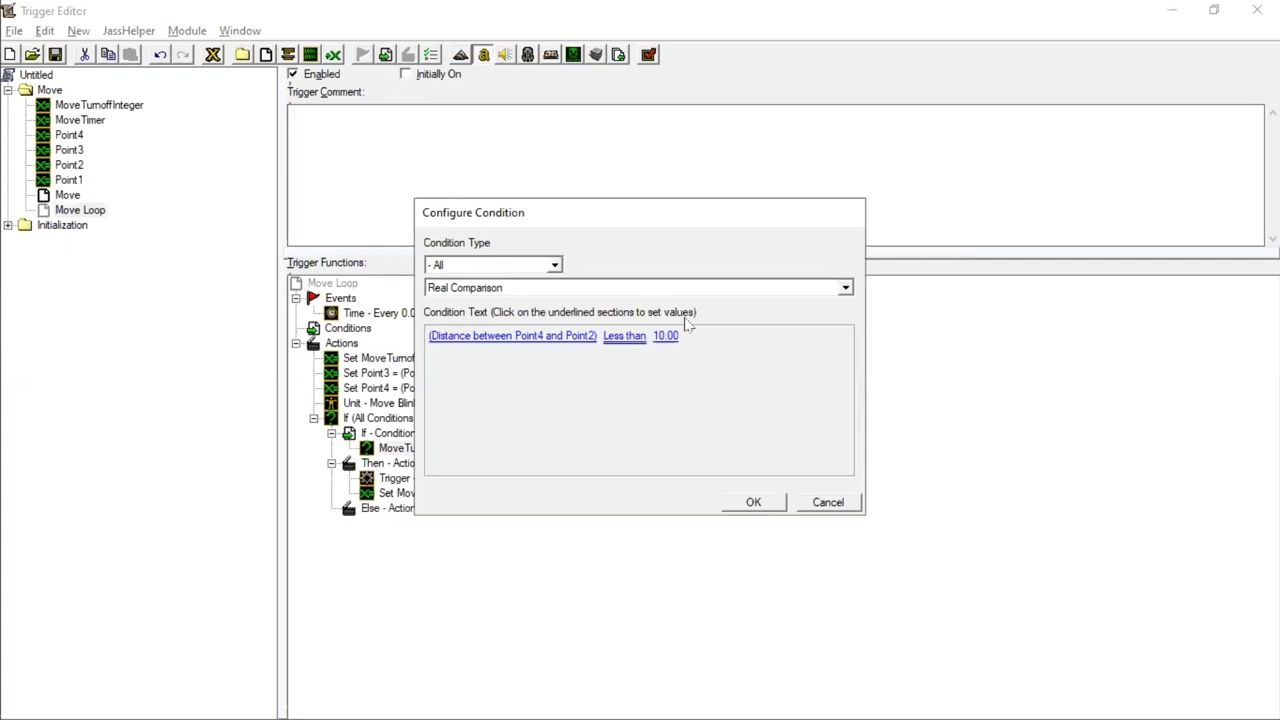 Trigger Editor
File Edit New JassHelper Module Window
Untitled
Move
MoveTurnoffInteger
MoveTimer
Point4
Point3
Point2
Point1
Move
Move Loop
Initialization
Enabled Initially On
Trigger Comment:
Trigger Functions:
Move Loop
Events
Time - Every 0.0
Conditions
Actions
Set MoveTurnof
Set Point3 = (Po
Set Point4 = (Po
Unit - Move Blin
If (All Conditions
If - Condition
MoveTu
Then - Actio
Trigger -
Set Mov
Else - Action
Configure Condition
Condition Type
- All
Real Comparison
Condition Text (Click on the underlined sections to set values)
(Distance between Point4 and Point2) Less than 10.00
OK Cancel